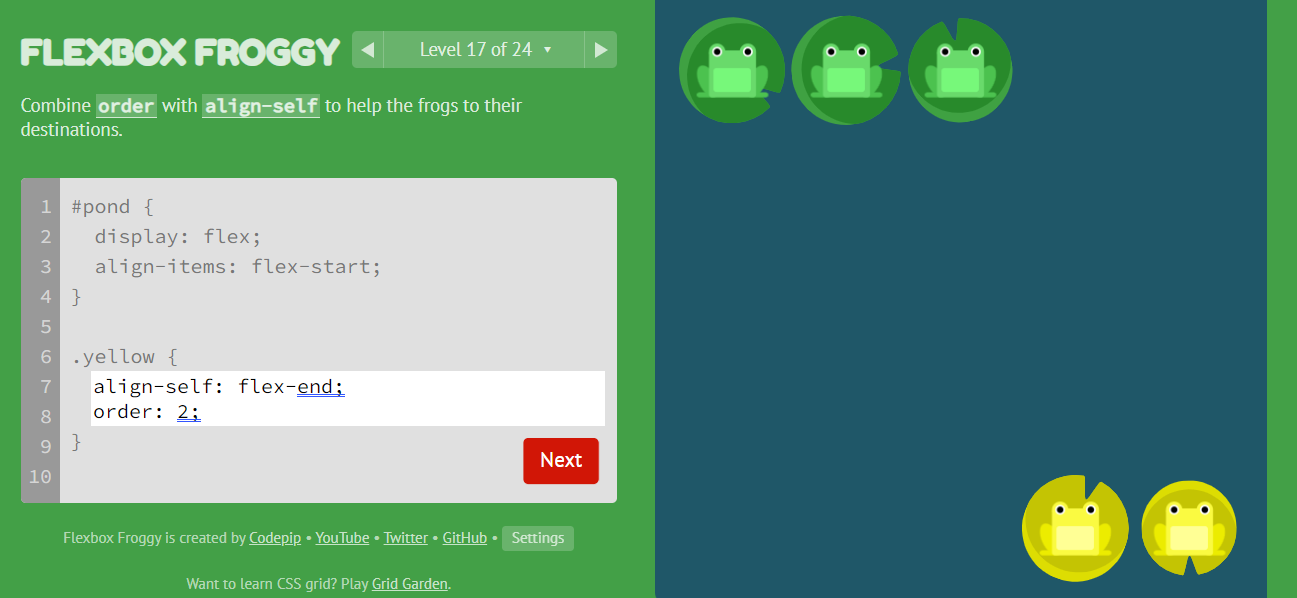 FLEXBOX FROGGY
◀ Level 17 of 24 ▼ ▶
Combine order with align-self to help the frogs to their
destinations.
1 #pond {
2 display: flex;
3 align-items: flex-start;
4 }
5
6 .yellow {
7 align-self: flex-end;
8 order: 2;
9 }
10
Next
Flexbox Froggy is created by Codepip • YouTube • Twitter • GitHub • Settings
Want to learn CSS grid? Play Grid Garden.